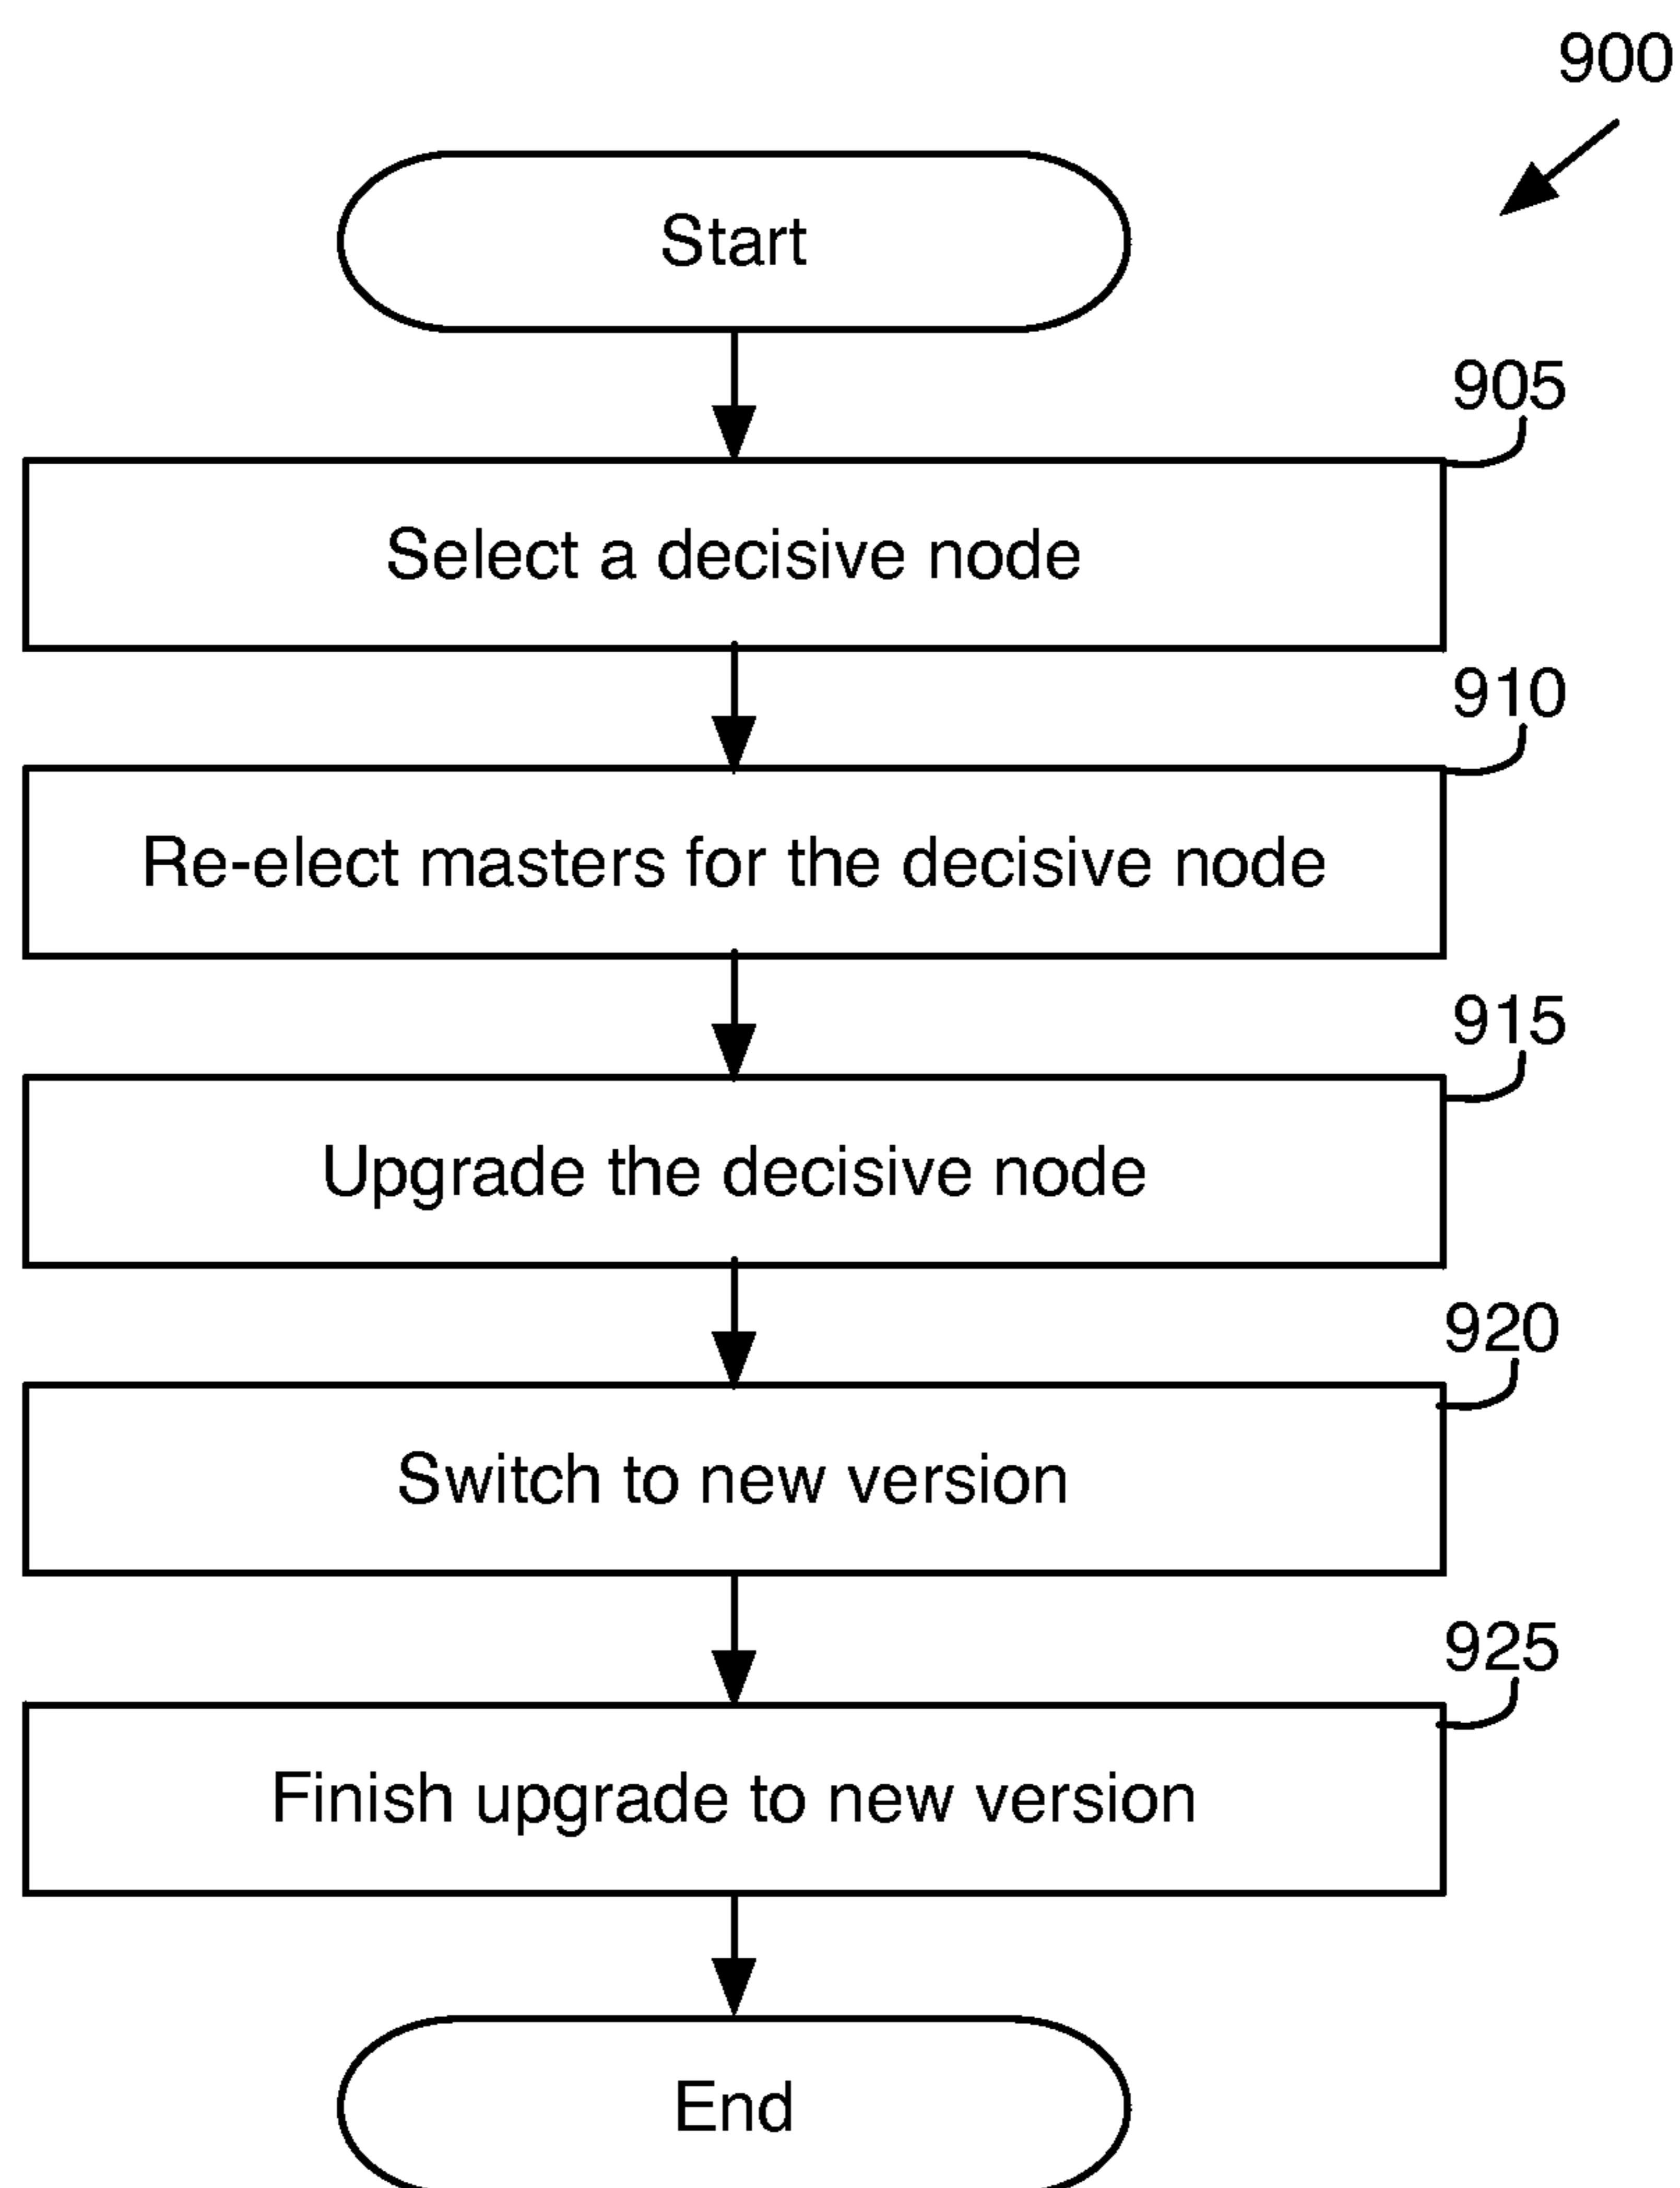 900
Start
905
Select a decisive node
910
Re-elect masters for the decisive node
915
Upgrade the decisive node
920
Switch to new version
925
Finish upgrade to new version
End